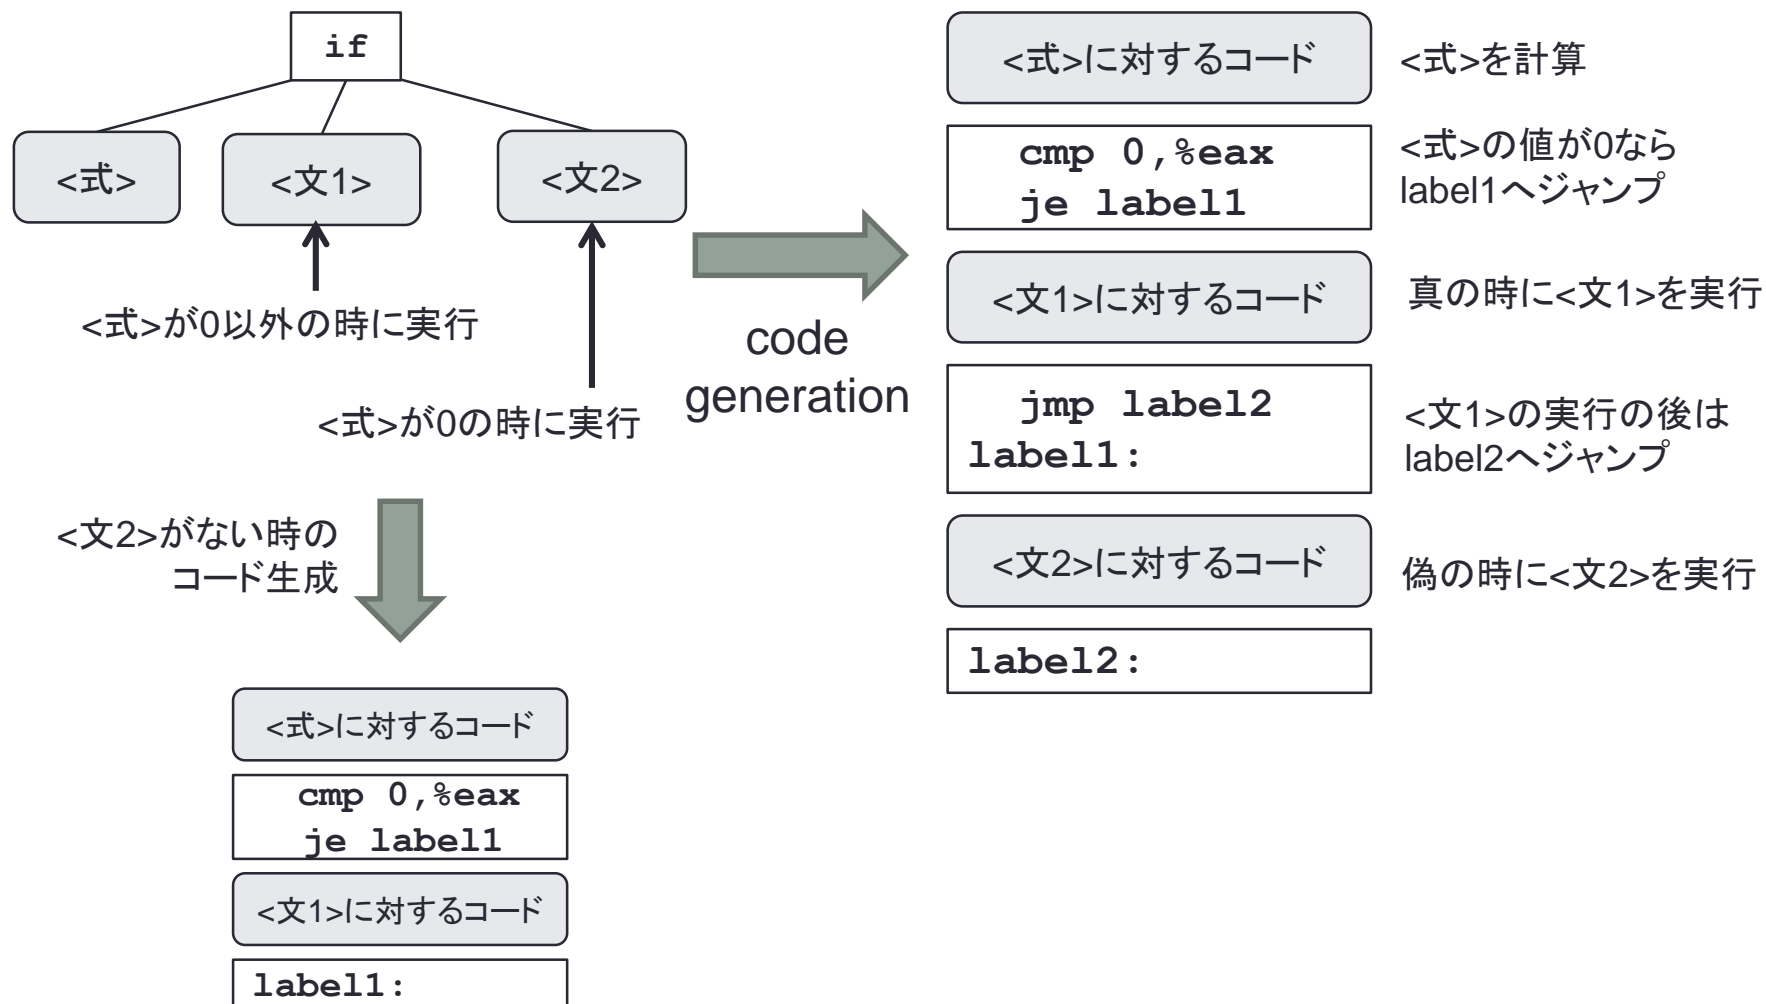 if
<式>
<文1>
<文2>
<式>が0以外の時に実行
<式>が0の時に実行
code
generation
<式>に対するコード
<式>を計算
cmp 0,%eax
je label1
<式>の値が0なら
label1へジャンプ
<文1>に対するコード
真の時に<文1>を実行
jmp label2
label1:
<文1>の実行の後は
label2へジャンプ
<文2>に対するコード
偽の時に<文2>を実行
label2:
<文2>がない時の
コード生成
<式>に対するコード
cmp 0,%eax
je label1
<文1>に対するコード
label1: